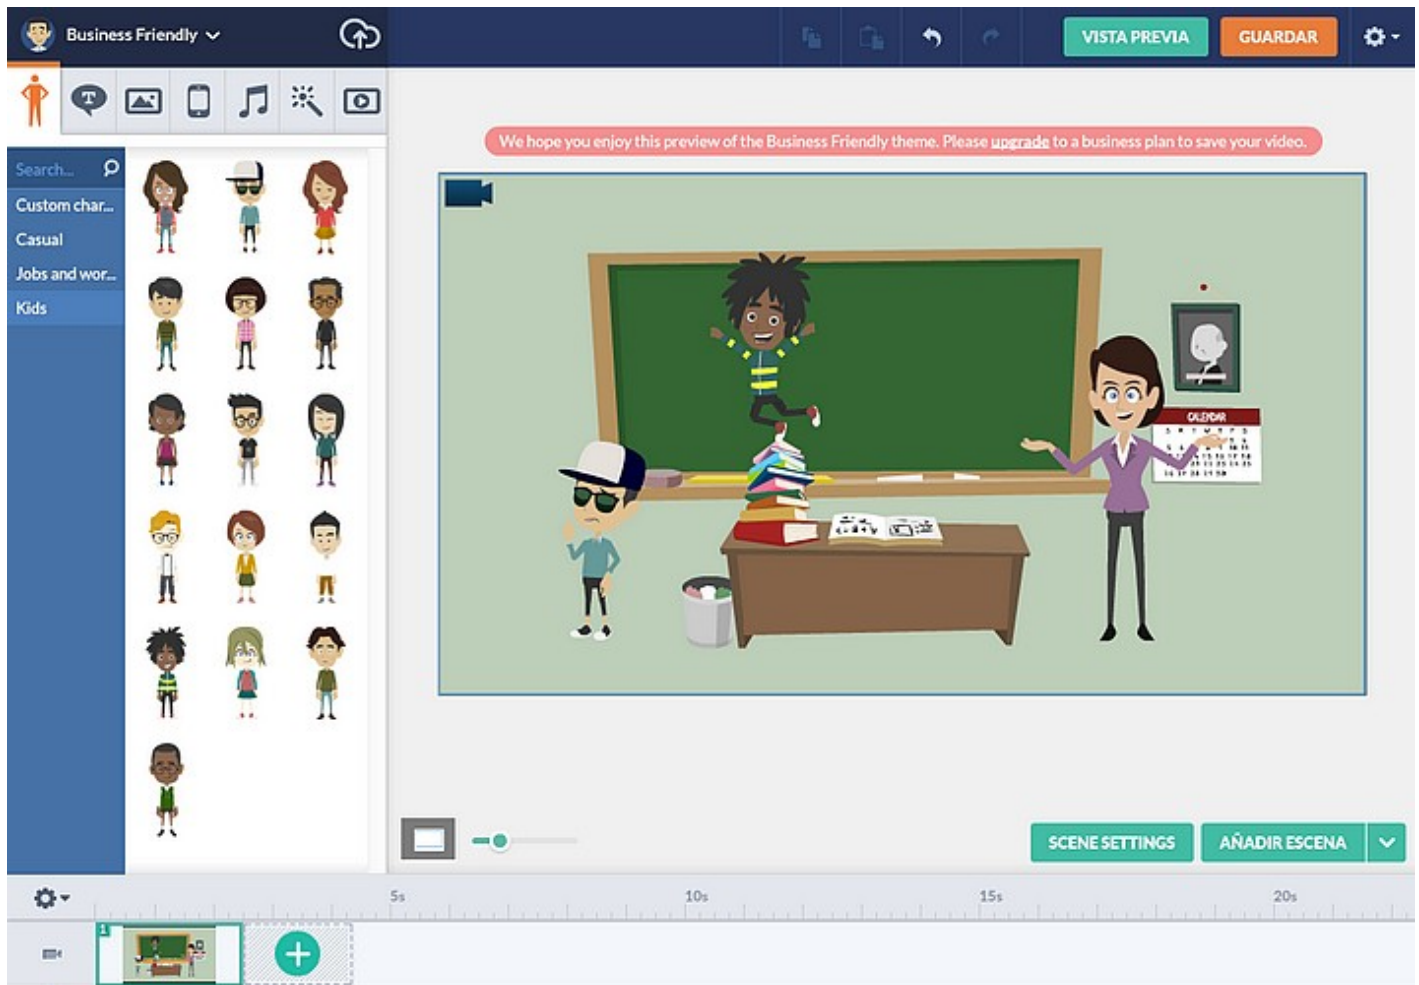 Business Friendly
VISTA PREVIA
GUARDAR
T
We hope you enjoy this preview of the Business Friendly theme. Please upgrade to a business plan to save your video.
Search...
Custom char...
Casual
Jobs and wor...
Kids
CALENDAR
SCENE SETTINGS
AÑADIR ESCENA
5s
10s
15s
20s
1